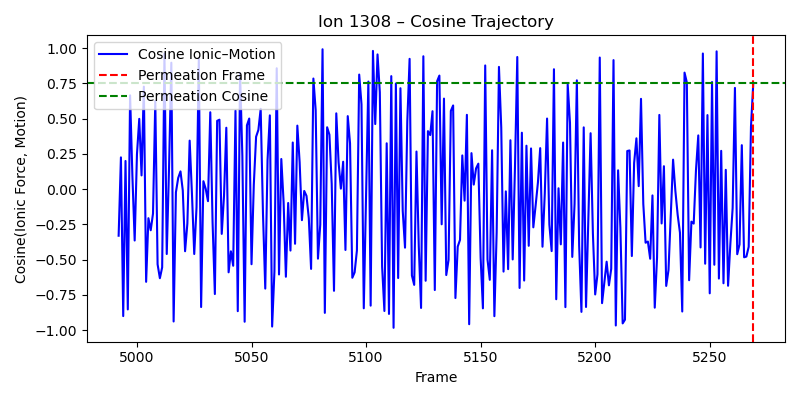 Ion 1308 – Cosine Trajectory
Cosine(Ionic Force, Motion)
1.00
0.75
0.50
0.25
0.00
−0.25
−0.50
−0.75
−1.00
Cosine Ionic–Motion
Permeation Frame
Permeation Cosine
5000
5050
5100
5150
5200
5250
Frame